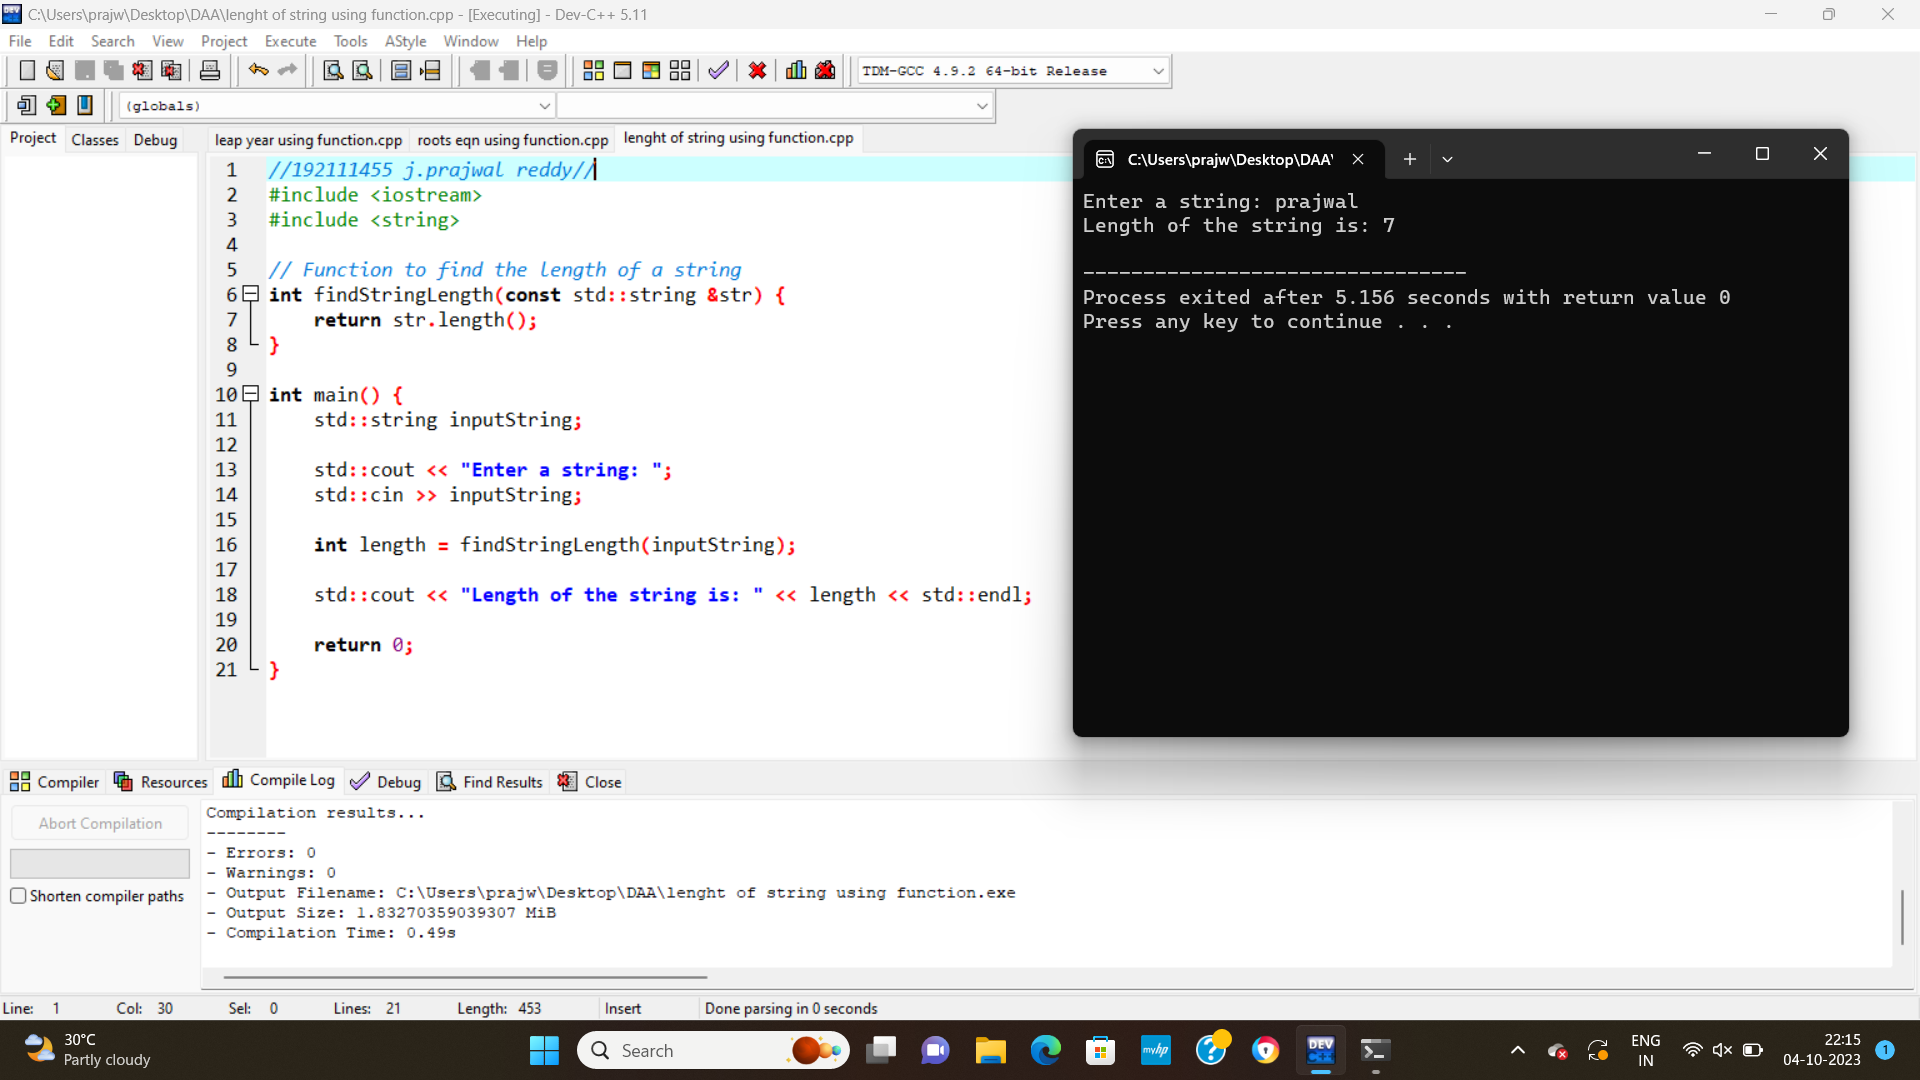 C:\Users\prajw\Desktop\DAA\lenght of string using function.cpp - [Executing] - Dev-C++ 5.11
File Edit Search View Project Execute Tools AStyle Window Help
TDM-GCC 4.9.2 64-bit Release
(globals)
Project Classes Debug
leap year using function.cpp roots eqn using function.cpp lenght of string using function.cpp
1 //192111455 j.prajwal reddy//
2 #include <iostream>
3 #include <string>
4
5 // Function to find the length of a string
6 int findStringLength(const std::string &str) {
7     return str.length();
8 }
9
10 int main() {
11     std::string inputString;
12
13     std::cout << "Enter a string: ";
14     std::cin >> inputString;
15
16     int length = findStringLength(inputString);
17
18     std::cout << "Length of the string is: " << length << std::endl;
19
20     return 0;
21 }
C:\Users\prajw\Desktop\DAA\
Enter a string: prajwal
Length of the string is: 7
--------------------------------
Process exited after 5.156 seconds with return value 0
Press any key to continue . . .
Compiler Resources Compile Log Debug Find Results Close
Abort Compilation
Shorten compiler paths
Compilation results...
--------
- Errors: 0
- Warnings: 0
- Output Filename: C:\Users\prajw\Desktop\DAA\lenght of string using function.exe
- Output Size: 1.83270359039307 MiB
- Compilation Time: 0.49s
Line: 1 Col: 30 Sel: 0 Lines: 21 Length: 453 Insert Done parsing in 0 seconds
30°C
Partly cloudy
Search
myhp
DEV
C++
ENG
IN
22:15
04-10-2023
1